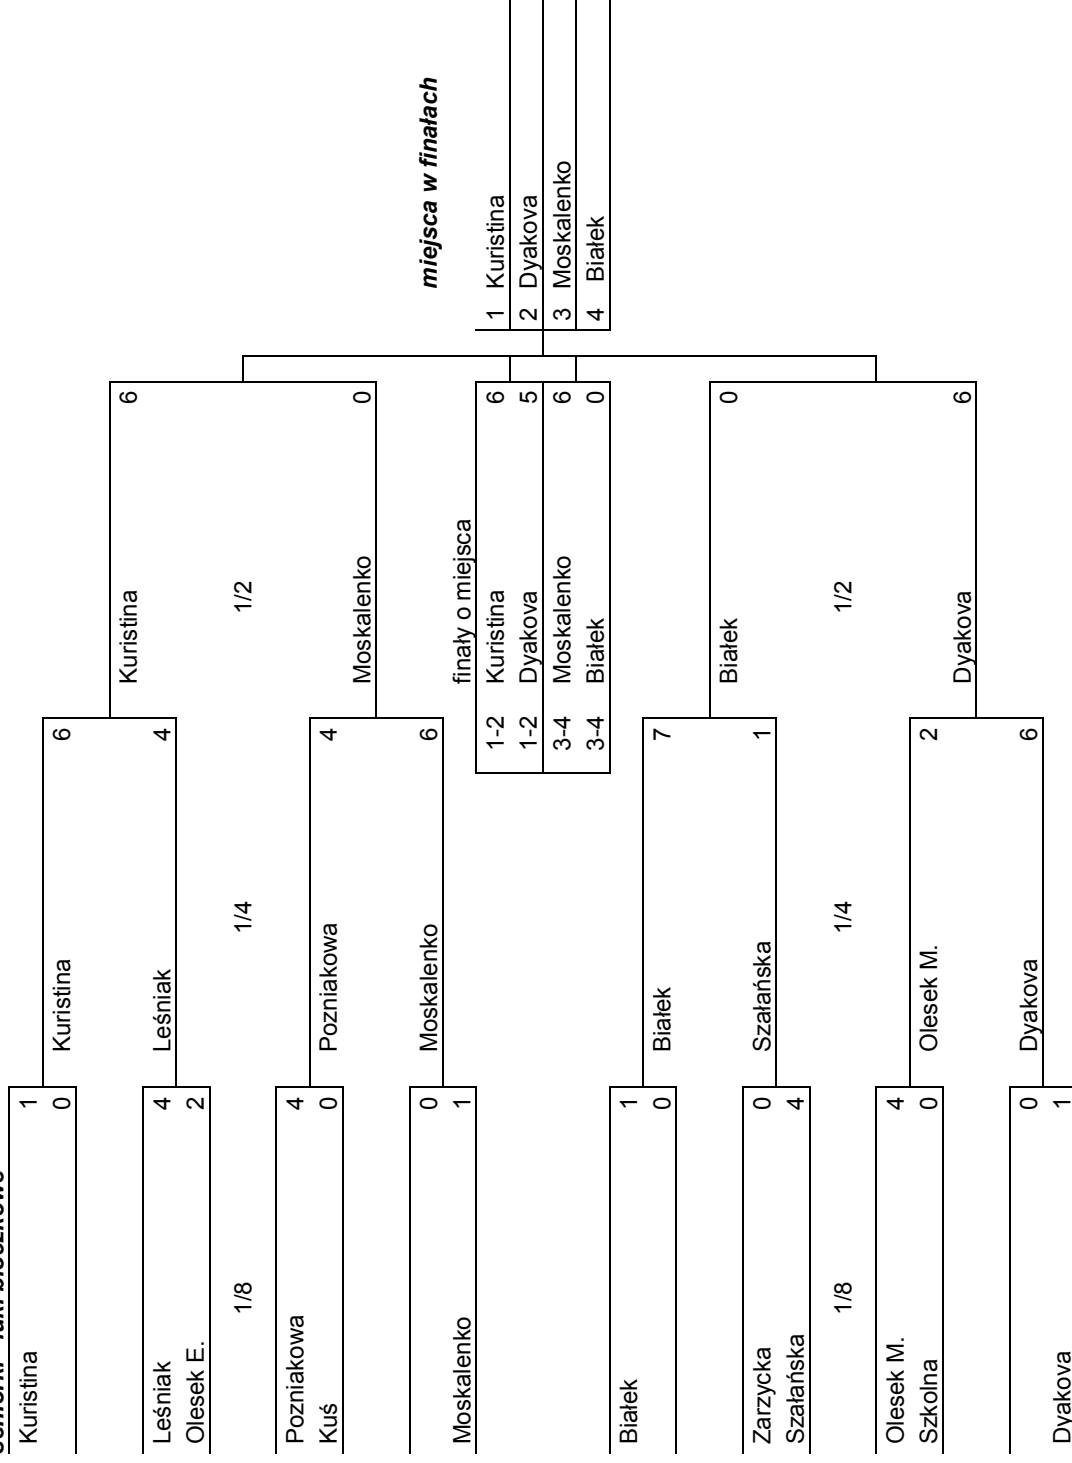 Kuristina 1
0 Kuristina 6
Kuristina 6
Leśniak 4 Leśniak 4
Olesek E. 2
1/8 1/4 1/2
Pozniakowa 4
Kuś 0 Pozniakowa 4
Moskalenko 0
0 Moskalenko 6 miejsca w finałach
Moskalenko 1 finały o miejsca
1-2 Kuristina 6 1 Kuristina
1-2 Dyakova 5 2 Dyakova
3-4 Moskalenko 6 3 Moskalenko
3-4 Białek 0 4 Białek
Białek 1
0 Białek 7
Białek 0
Zarzycka 0 Szałańska 1
Szałańska 4
1/8 1/4 1/2
Olesek M. 4
Szkolna 0 Olesek M. 2
Dyakova 6
0 Dyakova 6
Dyakova 1